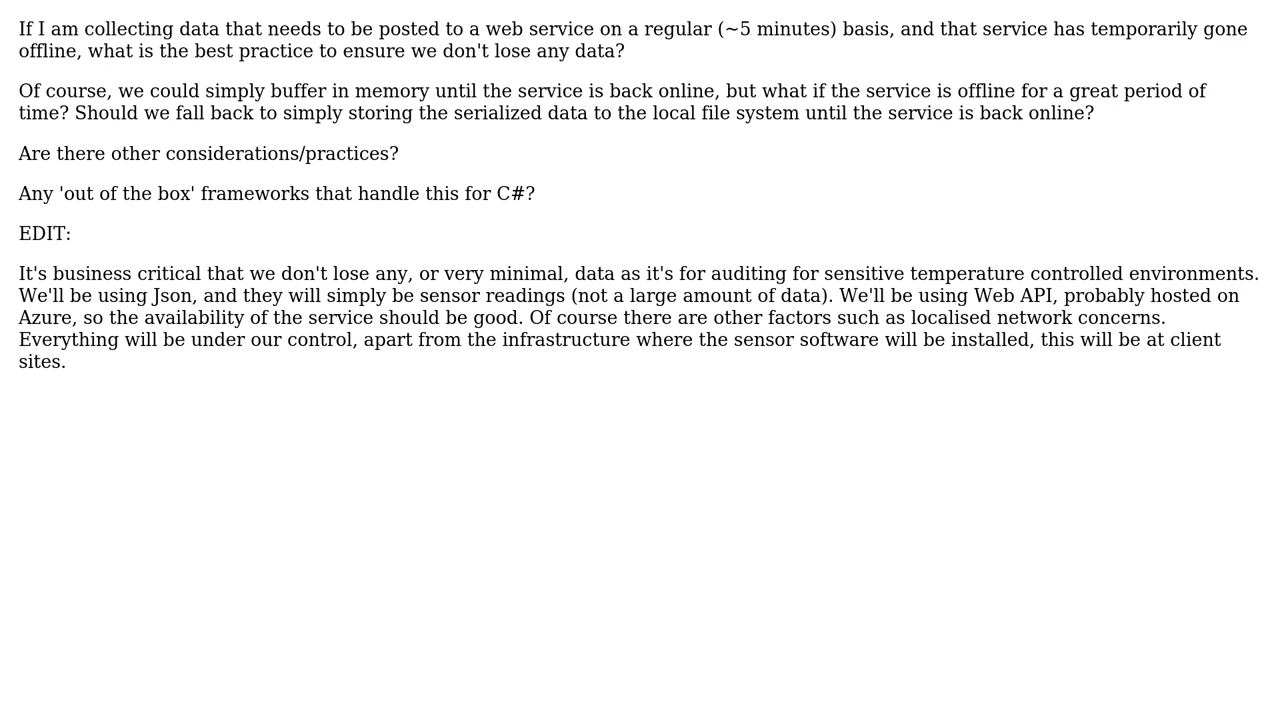 If I am collecting data that needs to be posted to a web service on a regular (~5 minutes) basis, and that service has temporarily gone
offline, what is the best practice to ensure we don't lose any data?
Of course, we could simply buffer in memory until the service is back online, but what if the service is offline for a great period of
time? Should we fall back to simply storing the serialized data to the local file system until the service is back online?
Are there other considerations/practices?
Any 'out of the box' frameworks that handle this for C#?
EDIT:
It's business critical that we don't lose any, or very minimal, data as it's for auditing for sensitive temperature controlled environments.
We'll be using Json, and they will simply be sensor readings (not a large amount of data). We'll be using Web API, probably hosted on
Azure, so the availability of the service should be good. Of course there are other factors such as localised network concerns.
Everything will be under our control, apart from the infrastructure where the sensor software will be installed, this will be at client
sites.